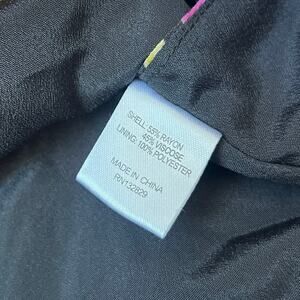 SHELL: 55% RAYON
45% VISCOSE
LINING: 100% POLYESTER
MADE IN CHINA
RN132829